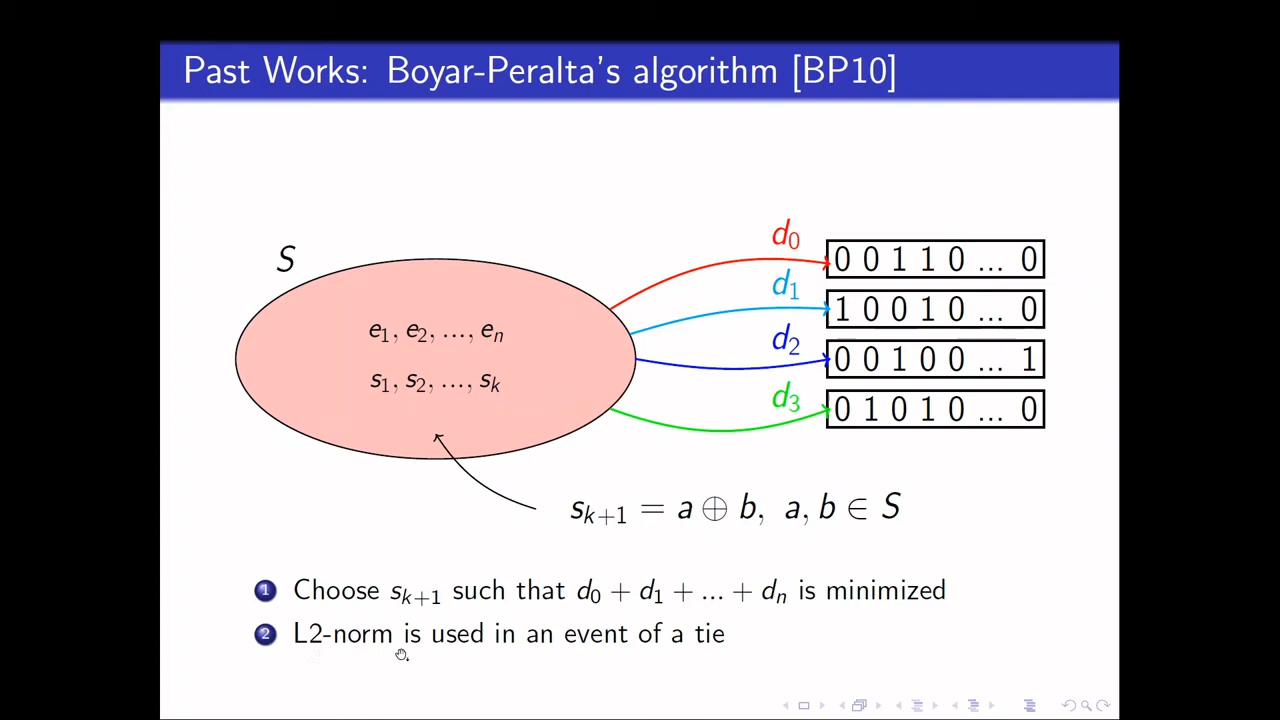 Past Works: Boyar-Peralta's algorithm [BP10]
S
e1, e2, ..., en
s1, s2, ..., sk
d0
0 0 1 1 0 ... 0
d1
1 0 0 1 0 ... 0
d2
0 0 1 0 0 ... 1
d3
0 1 0 1 0 ... 0
sk+1 = a ⊕ b, a, b ∈ S
1 Choose sk+1 such that d0 + d1 + ... + dn is minimized
2 L2-norm is used in an event of a tie